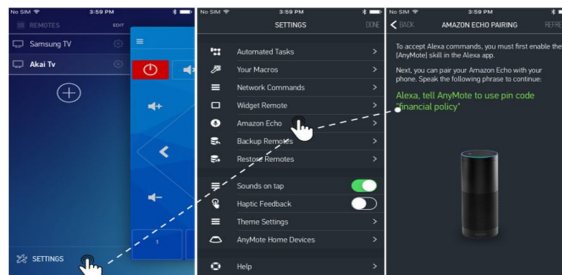 No SIM 3:59 PM
REMOTES EDIT
Samsung TV
Akai Tv
SETTINGS
1
No SIM 3:59 PM
SETTINGS DONE
Automated Tasks
Your Macros
Network Commands
Widget Remote
Amazon Echo
Backup Remotes
Restore Remotes
Sounds on tap
Haptic Feedback
Theme Settings
AnyMote Home Devices
Help
No SIM 3:59 PM
BACK AMAZON ECHO PAIRING REFRE
To accept Alexa commands, you must first enable the
[AnyMote] skill in the Alexa app.
Next, you can pair your Amazon Echo with your
phone. Speak the following phrase to continue:
Alexa, tell AnyMote to use pin code
"financial policy"